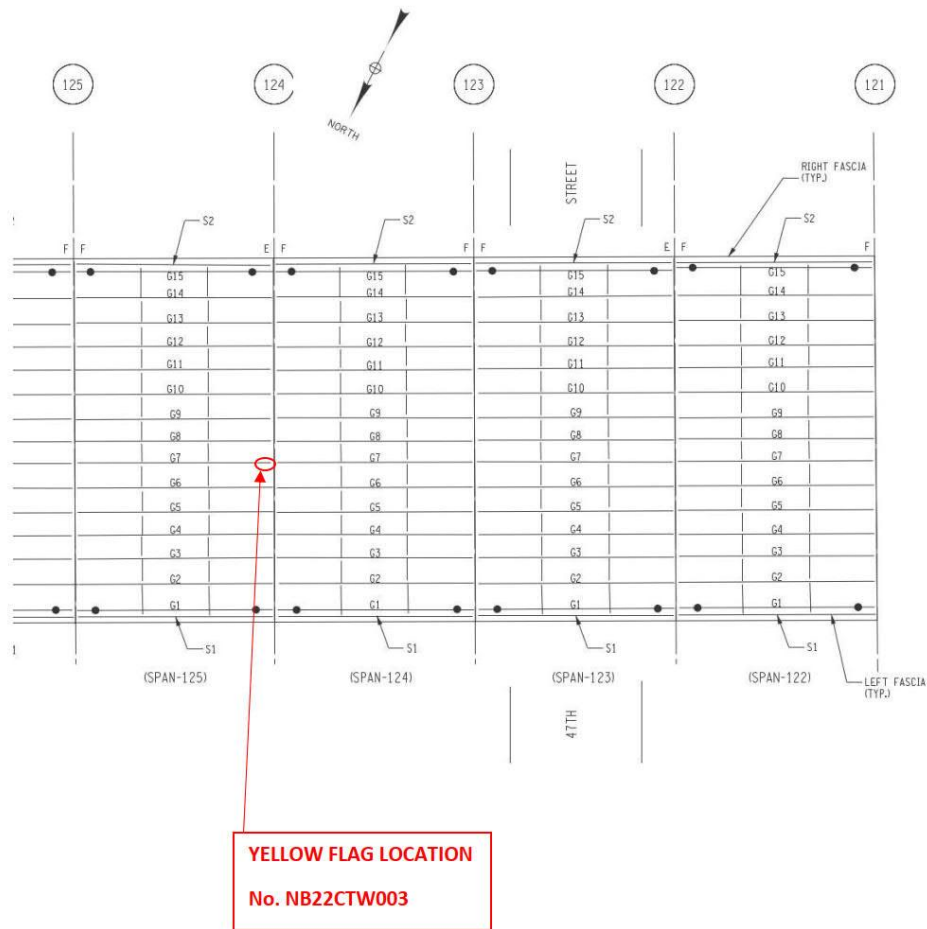 125
124
123
122
121
NORTH
STREET
RIGHT FASCIA
(TYP.)
S2
S2
S2
S2
F F E F F F E F F
G15 G15 G15 G15
G14 G14 G14 G14
G13 G13 G13 G13
G12 G12 G12 G12
G11 G11 G11 G11
G10 G10 G10 G10
G9 G9 G9 G9
G8 G8 G8 G8
G7 G7 G7 G7
G6 G6 G6 G6
G5 G5 G5 G5
G4 G4 G4 G4
G3 G3 G3 G3
G2 G2 G2 G2
G1 G1 G1 G1
S1 S1 S1 S1
(SPAN-125) (SPAN-124) (SPAN-123) (SPAN-122)
LEFT FASCIA
(TYP.)
47TH
YELLOW FLAG LOCATION
No. NB22CTW003